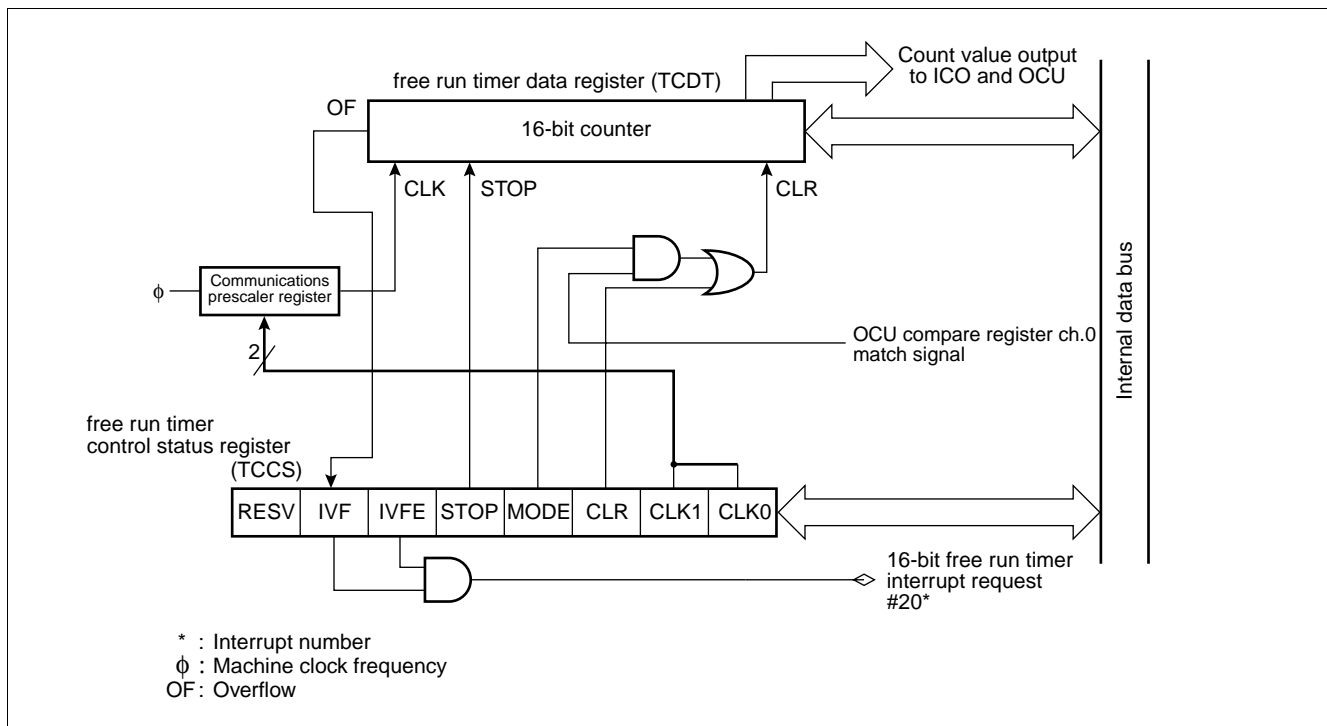 Count value output
to ICO and OCU
free run timer data register (TCDT)
OF
16-bit counter
CLK
STOP
CLR
Internal data bus
Communications
prescaler register
ϕ
2
OCU compare register ch.0
match signal
free run timer
control status register
(TCCS)
RESV IVF IVFE STOP MODE CLR CLK1 CLK0
16-bit free run timer
interrupt request
#20*
* : Interrupt number
ϕ : Machine clock frequency
OF : Overflow